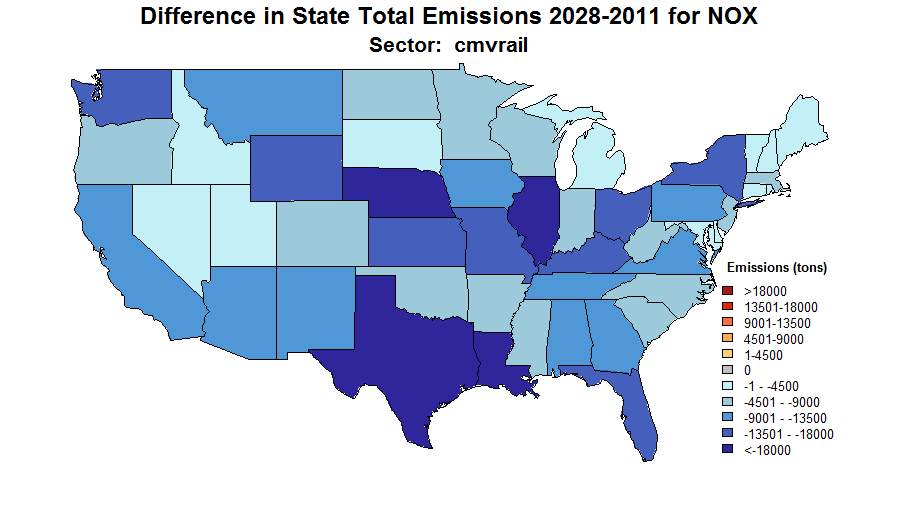 Difference in State Total Emissions 2028-2011 for NOX
Sector: cmvrail
Emissions (tons)
>18000
13501-18000
9001-13500
4501-9000
1-4500
0
-1 - -4500
-4501 - -9000
-9001 - -13500
-13501 - -18000
<-18000